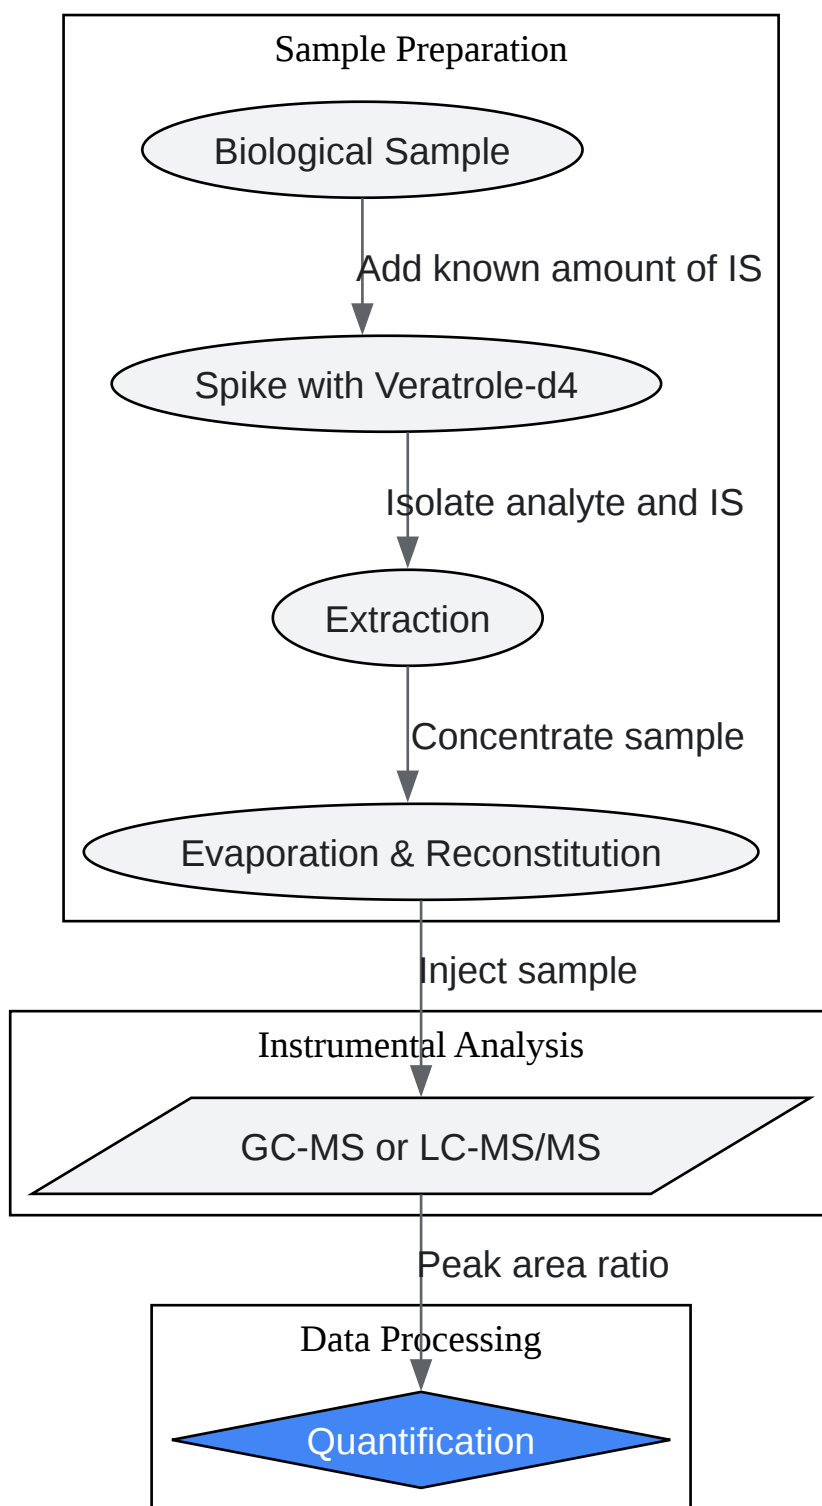 Sample Preparation
Biological Sample
Add known amount of IS
Spike with Veratrole-d4
Isolate analyte and IS
Extraction
Concentrate sample
Evaporation & Reconstitution
Inject sample
Instrumental Analysis
GC-MS or LC-MS/MS
Peak area ratio
Data Processing
Quantification